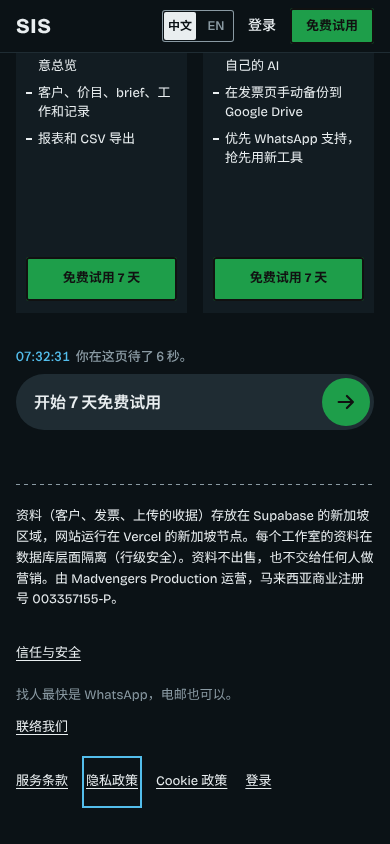 SIS
中文 EN 登录 免费试用
意总览
客户、价目、brief、工
作和记录
报表和 CSV 导出
免费试用 7 天
自己的 AI
在发票页手动备份到
Google Drive
优先 WhatsApp 支持，
抢先用新工具
免费试用 7 天
07:32:31 你在这页待了 6 秒。
开始 7 天免费试用
资料（客户、发票、上传的收据）存放在 Supabase 的新加坡
区域，网站运行在 Vercel 的新加坡节点。每个工作室的资料在
数据库层面隔离（行级安全）。资料不出售，也不交给任何人做
营销。由 Madvengers Production 运营，马来西亚商业注册
号 003357155-P。
信任与安全
找人最快是 WhatsApp，电邮也可以。
联络我们
服务条款 隐私政策 Cookie 政策 登录